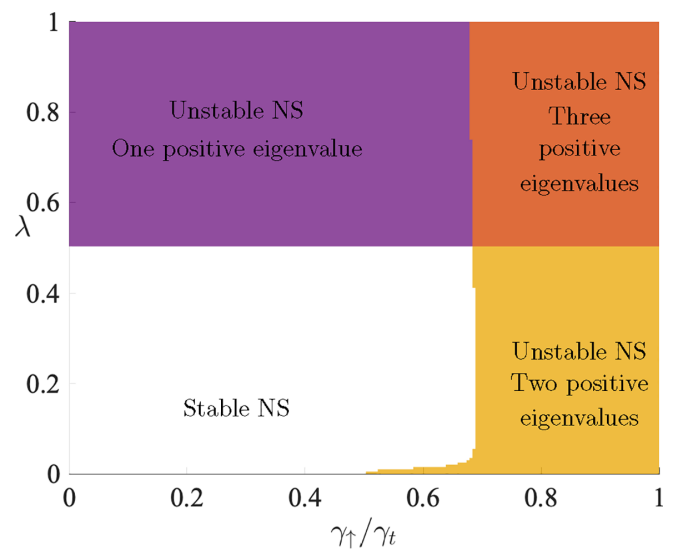 1
0.8
0.6
0.4
0.2
0
λ
Unstable NS
One positive eigenvalue
Unstable NS
Three
positive
eigenvalues
Stable NS
Unstable NS
Two positive
eigenvalues
0 0.2 0.4 0.6 0.8 1
γ↑/γt